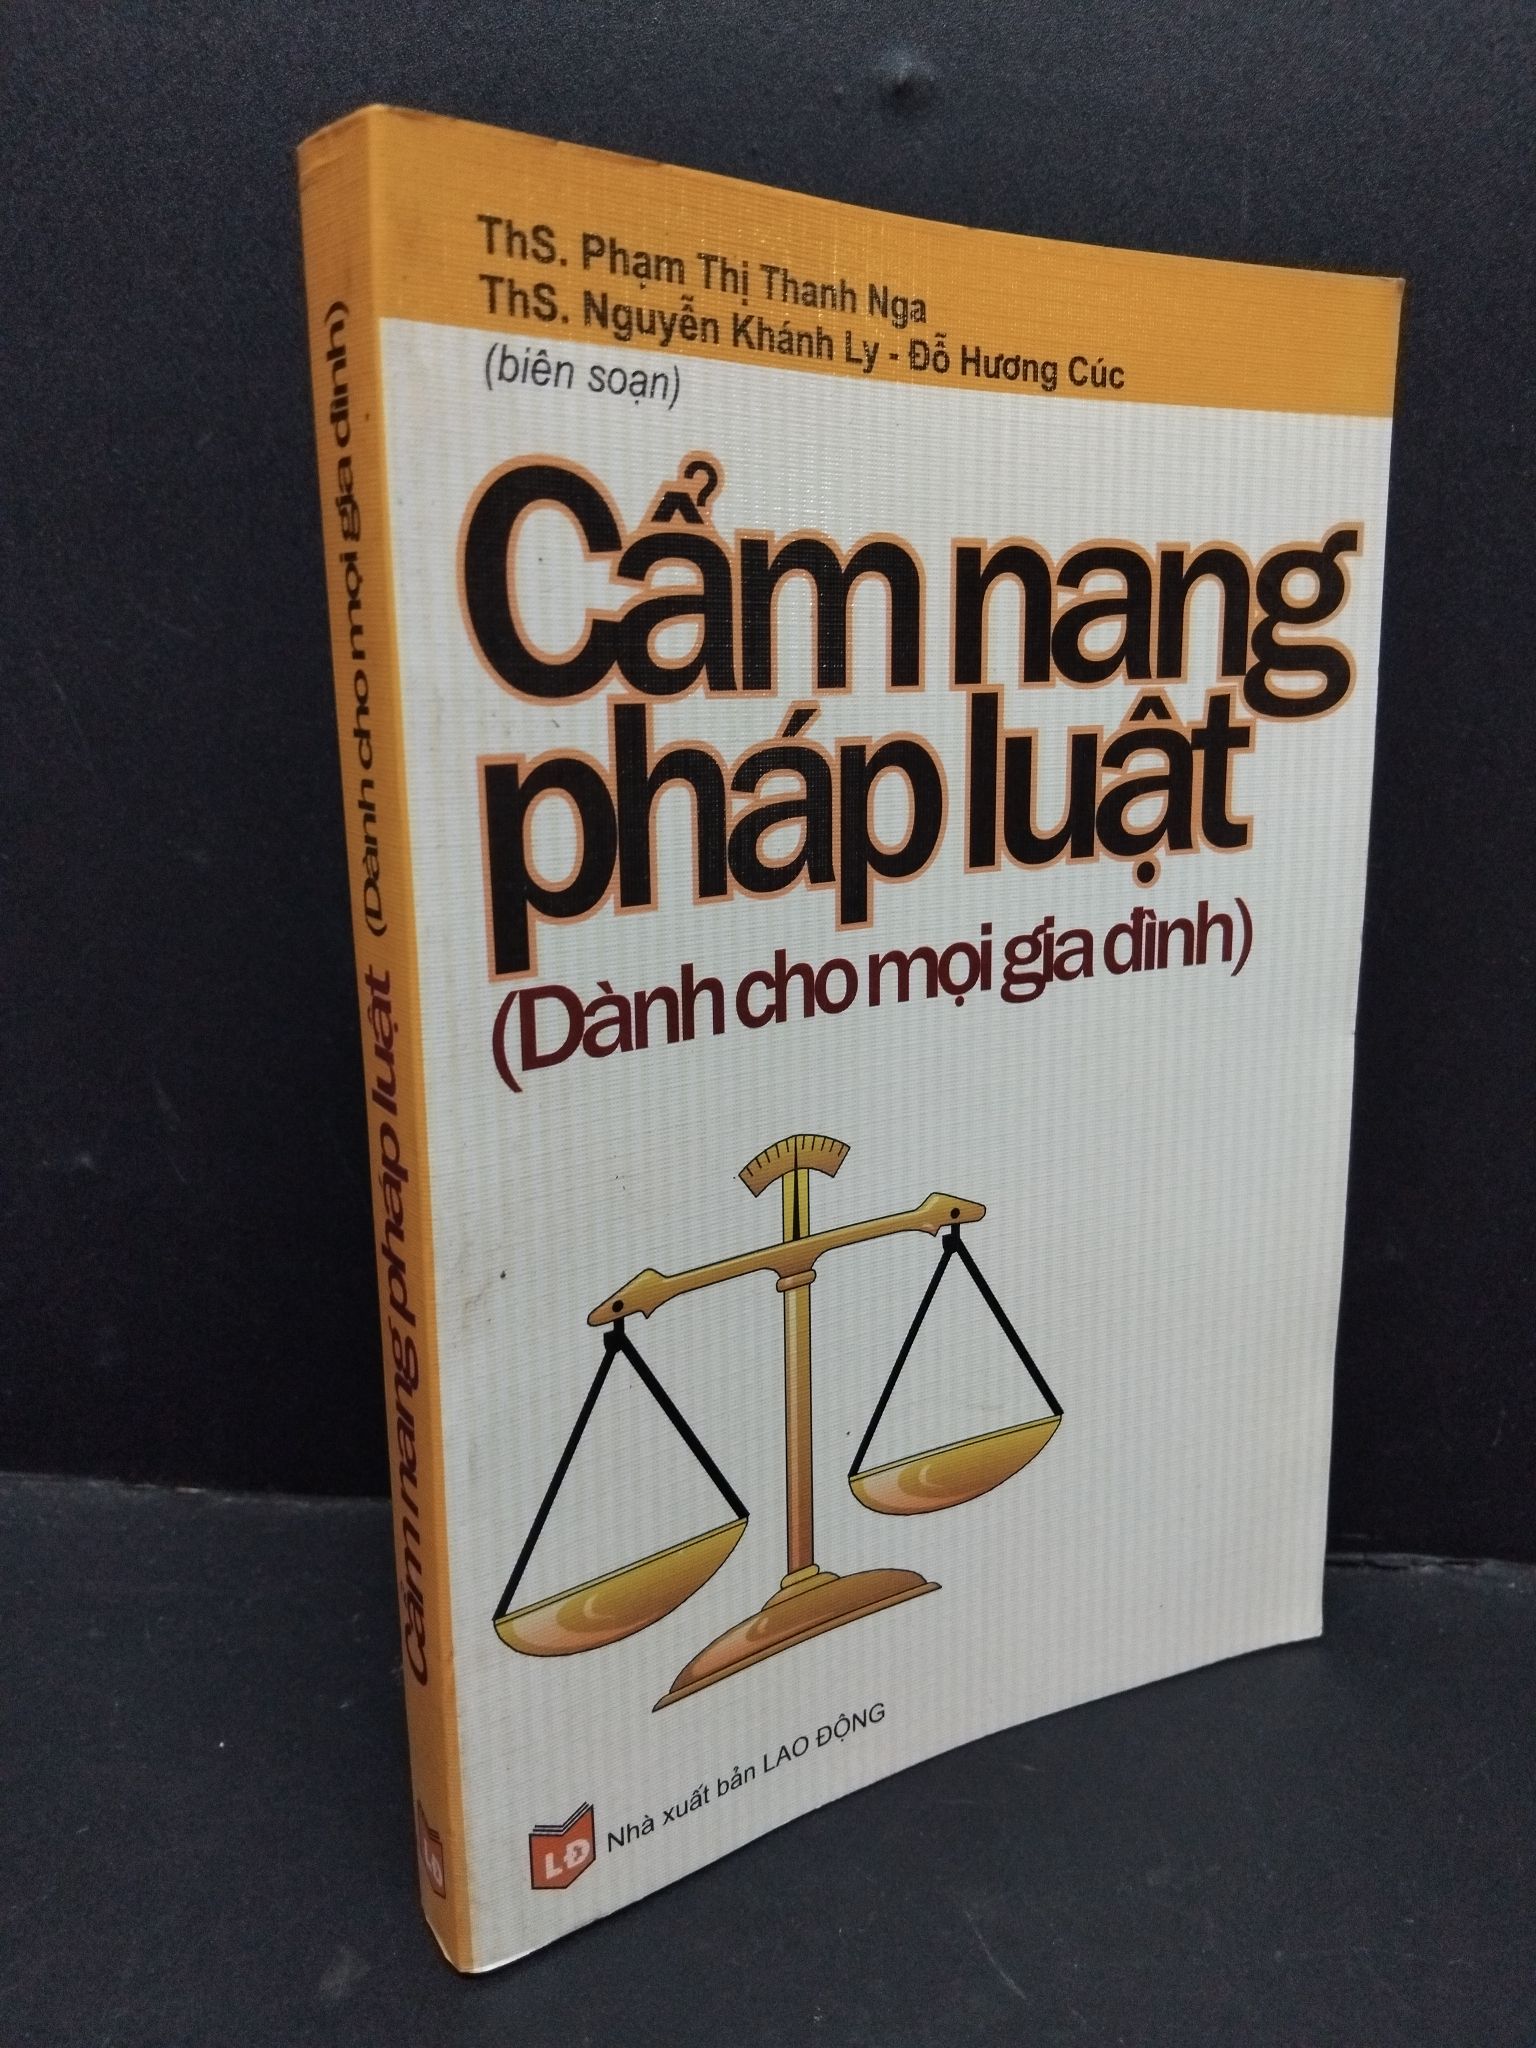 ThS. Phạm Thị Thanh Nga
ThS. Nguyễn Khánh Ly - Đỗ Hương Cúc
(biên soạn)
Cẩm nang
pháp luật
(Dành cho mọi gia đình)
LĐ
Nhà xuất bản LAO ĐỘNG
Cẩm nang pháp luật (Dành cho mọi gia đình)
LĐ